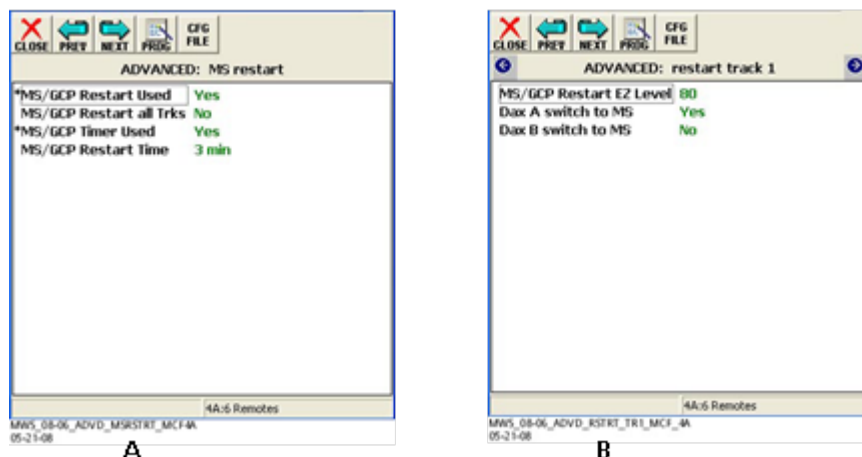 CLOSE PREV NEXT PROG CFG FILE
ADVANCED: MS restart
*MS/GCP Restart Used Yes
MS/GCP Restart all Trks No
*MS/GCP Timer Used Yes
MS/GCP Restart Time 3 min
4A:6 Remotes
MWS_08-06_ADVD_MSRSTRT_MCF4A
05-21-08
A
CLOSE PREV NEXT PROG CFG FILE
ADVANCED: restart track 1
MS/GCP Restart EZ Level 80
Dax A switch to MS Yes
Dax B switch to MS No
4A:6 Remotes
MWS_08-06_ADVD_RSTRT_TR1_MCF_4A
05-21-08
B